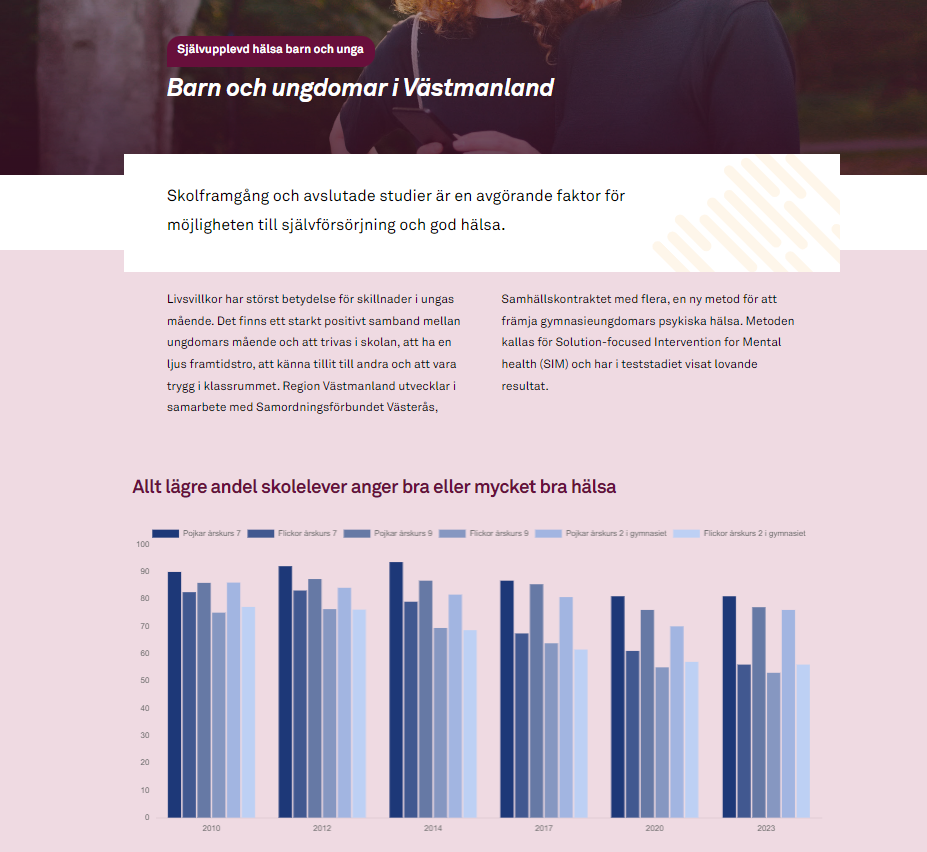 Självupplevd hälsa barn och unga
Barn och ungdomar i Västmanland
Skolframgång och avslutade studier är en avgörande faktor för
möjligheten till självförsörjning och god hälsa.
Livsvillkor har störst betydelse för skillnader i ungas
mående. Det finns ett starkt positivt samband mellan
ungdomars mående och att trivas i skolan, att ha en
ljus framtidstro, att känna tillit till andra och att vara
trygg i klassrummet. Region Västmanland utvecklar i
samarbete med Samordningsförbundet Västerås,
Samhällskontraktet med flera, en ny metod för att
främja gymnasieungdomars psykiska hälsa. Metoden
kallas för Solution-focused Intervention for Mental
health (SIM) och har i teststadiet visat lovande
resultat.
Allt lägre andel skolelever anger bra eller mycket bra hälsa
Pojkar årskurs 7 Flickor årskurs 7 Pojkar årskurs 9 Flickor årskurs 9 Pojkar årskurs 2 i gymnasiet Flickor årskurs 2 i gymnasiet
100
90
80
70
60
50
40
30
20
10
0
2010 2012 2014 2017 2020 2023